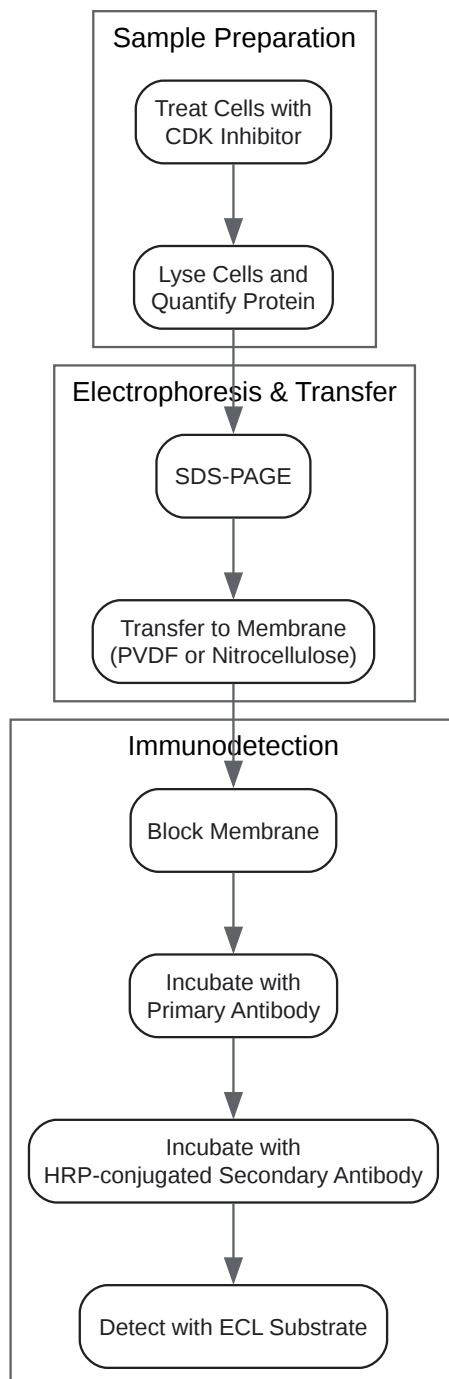 Sample Preparation
Treat Cells with
CDK Inhibitor
Lyse Cells and
Quantify Protein
Electrophoresis & Transfer
SDS-PAGE
Transfer to Membrane
(PVDF or Nitrocellulose)
Immunodetection
Block Membrane
Incubate with
Primary Antibody
Incubate with
HRP-conjugated Secondary Antibody
Detect with ECL Substrate